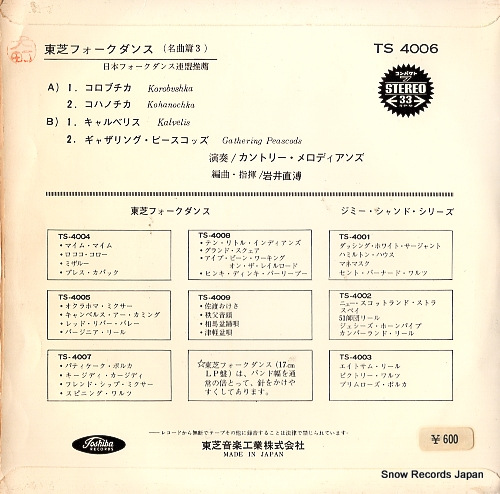 東芝フォークダンス (名曲篇3)
TS 4006
日本フォークダンス連盟推薦
コンパクト
STEREO
33
A) 1. コロブチカ Korobushka
2. コハノチカ Kohanochka
B) 1. キャルベリス Kalvelis
2. ギャザリング・ピースコッズ Gathering Peascods
演奏/カントリー・メロディアンズ
編曲・指揮/岩井直溥
東芝フォークダンス
ジミー・シャンド・シリーズ
TS-4004
・マイム・マイム
・ロココ・コロー
・ミザルー
・プレス・カパック
TS-4008
・テン・リトル・インディアンズ
・グランド・スクェア
・アイブ・ビーン・ワーキング
オン・ザ・レイルロード
・ヒンキ・ディンキ・パーリーブー
TS-4001
ダッシング・ホワイト・サージャント
ハミルトン・ハウス
マネマスク
セント・バーナード・ワルツ
TS-4005
・オクラホマ・ミクサー
・キャンベルス・アー・カミング
・レッド・リバー・バレー
・バージニア・リール
TS-4009
・佐渡おけさ
・秩父音頭
・相馬盆踊唄
・津軽盆唄
TS-4002
ニュー・スコットランド・ストラ
スペイ
51師団リール
ジェシーズ・ホーンパイプ
カンバーランド・リール
TS-4007
・パティケーク・ポルカ
・キージディ・カージディ
・フレンド・シップ・ミクサー
・スピニング・ワルツ
☆東芝フォークダンス(17㎝
LP盤)は、バンド幅を通
常の倍とって、針をかけや
すくしてあります。
TS-4003
エイトサム・リール
ビクトリー・ワルツ
プリムローズ・ポルカ
──レコードから無断でテープその他に録音することは法律で禁じられています──
Toshiba
RECORDS
東芝音楽工業株式会社
MADE IN JAPAN
¥600
Snow Records Japan